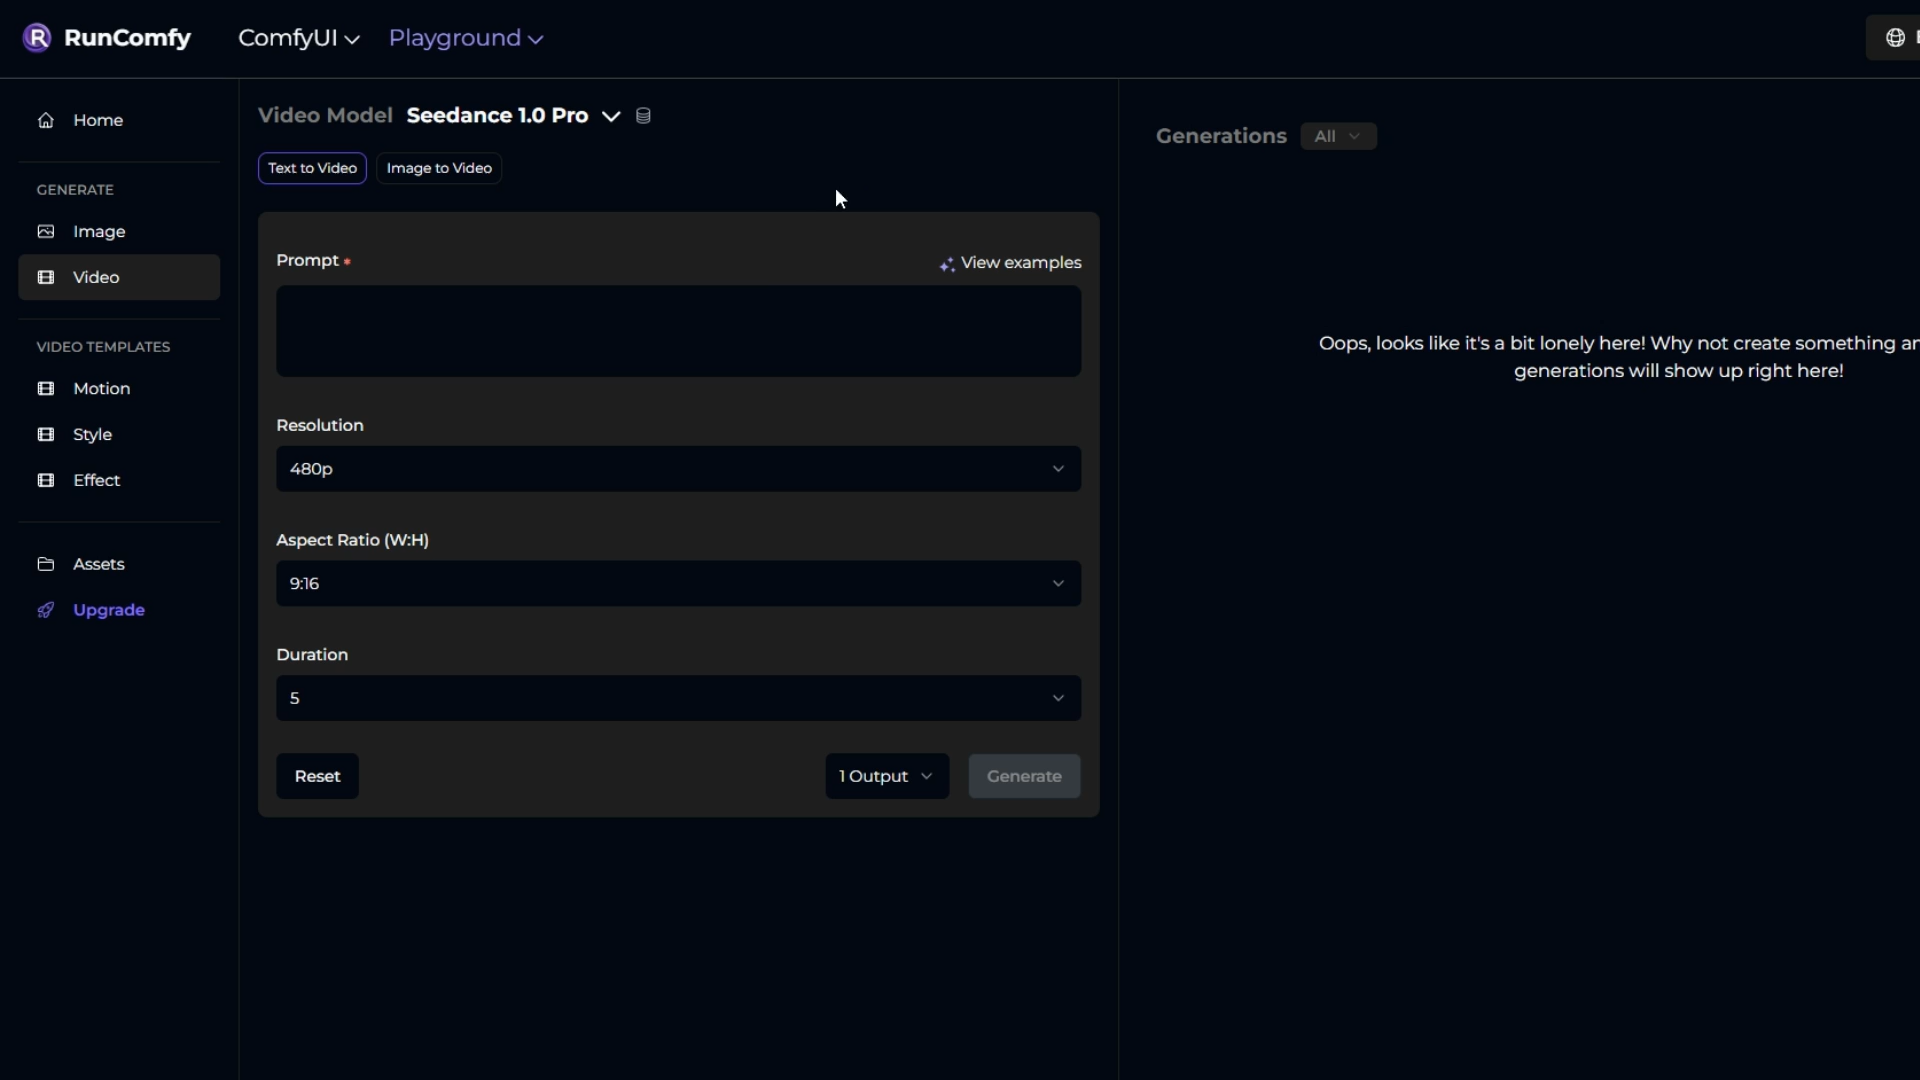 RunComfy
ComfyUI
Playground
Home
GENERATE
Image
Video
VIDEO TEMPLATES
Motion
Style
Effect
Assets
Upgrade
Video Model Seedance 1.0 Pro
Text to Video
Image to Video
Prompt *
View examples
Resolution
480p
Aspect Ratio (W:H)
9:16
Duration
5
Reset
1 Output
Generate
Generations
All
Oops, looks like it's a bit lonely here! Why not create something
generations will show up right here!